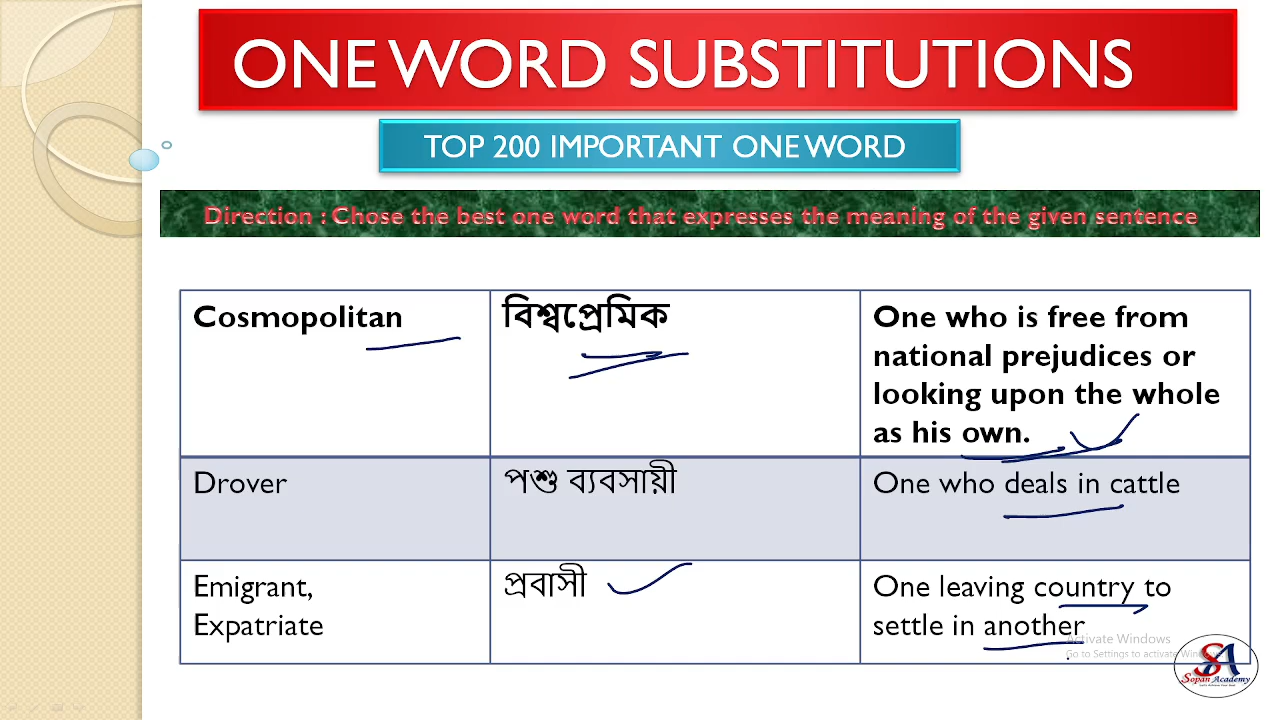 ONE WORD SUBSTITUTIONS
TOP 200 IMPORTANT ONE WORD
Direction : Chose the best one word that expresses the meaning of the given sentence
Cosmopolitan
বিশ্বপ্রেমিক
One who is free from
national prejudices or
looking upon the whole
as his own.
Drover
পশু ব্যবসায়ী
One who deals in cattle
Emigrant,
Expatriate
প্রবাসী
One leaving country to
settle in another
Activate Windows
Go to Settings to activate Windows.
SA
Sopan Academy